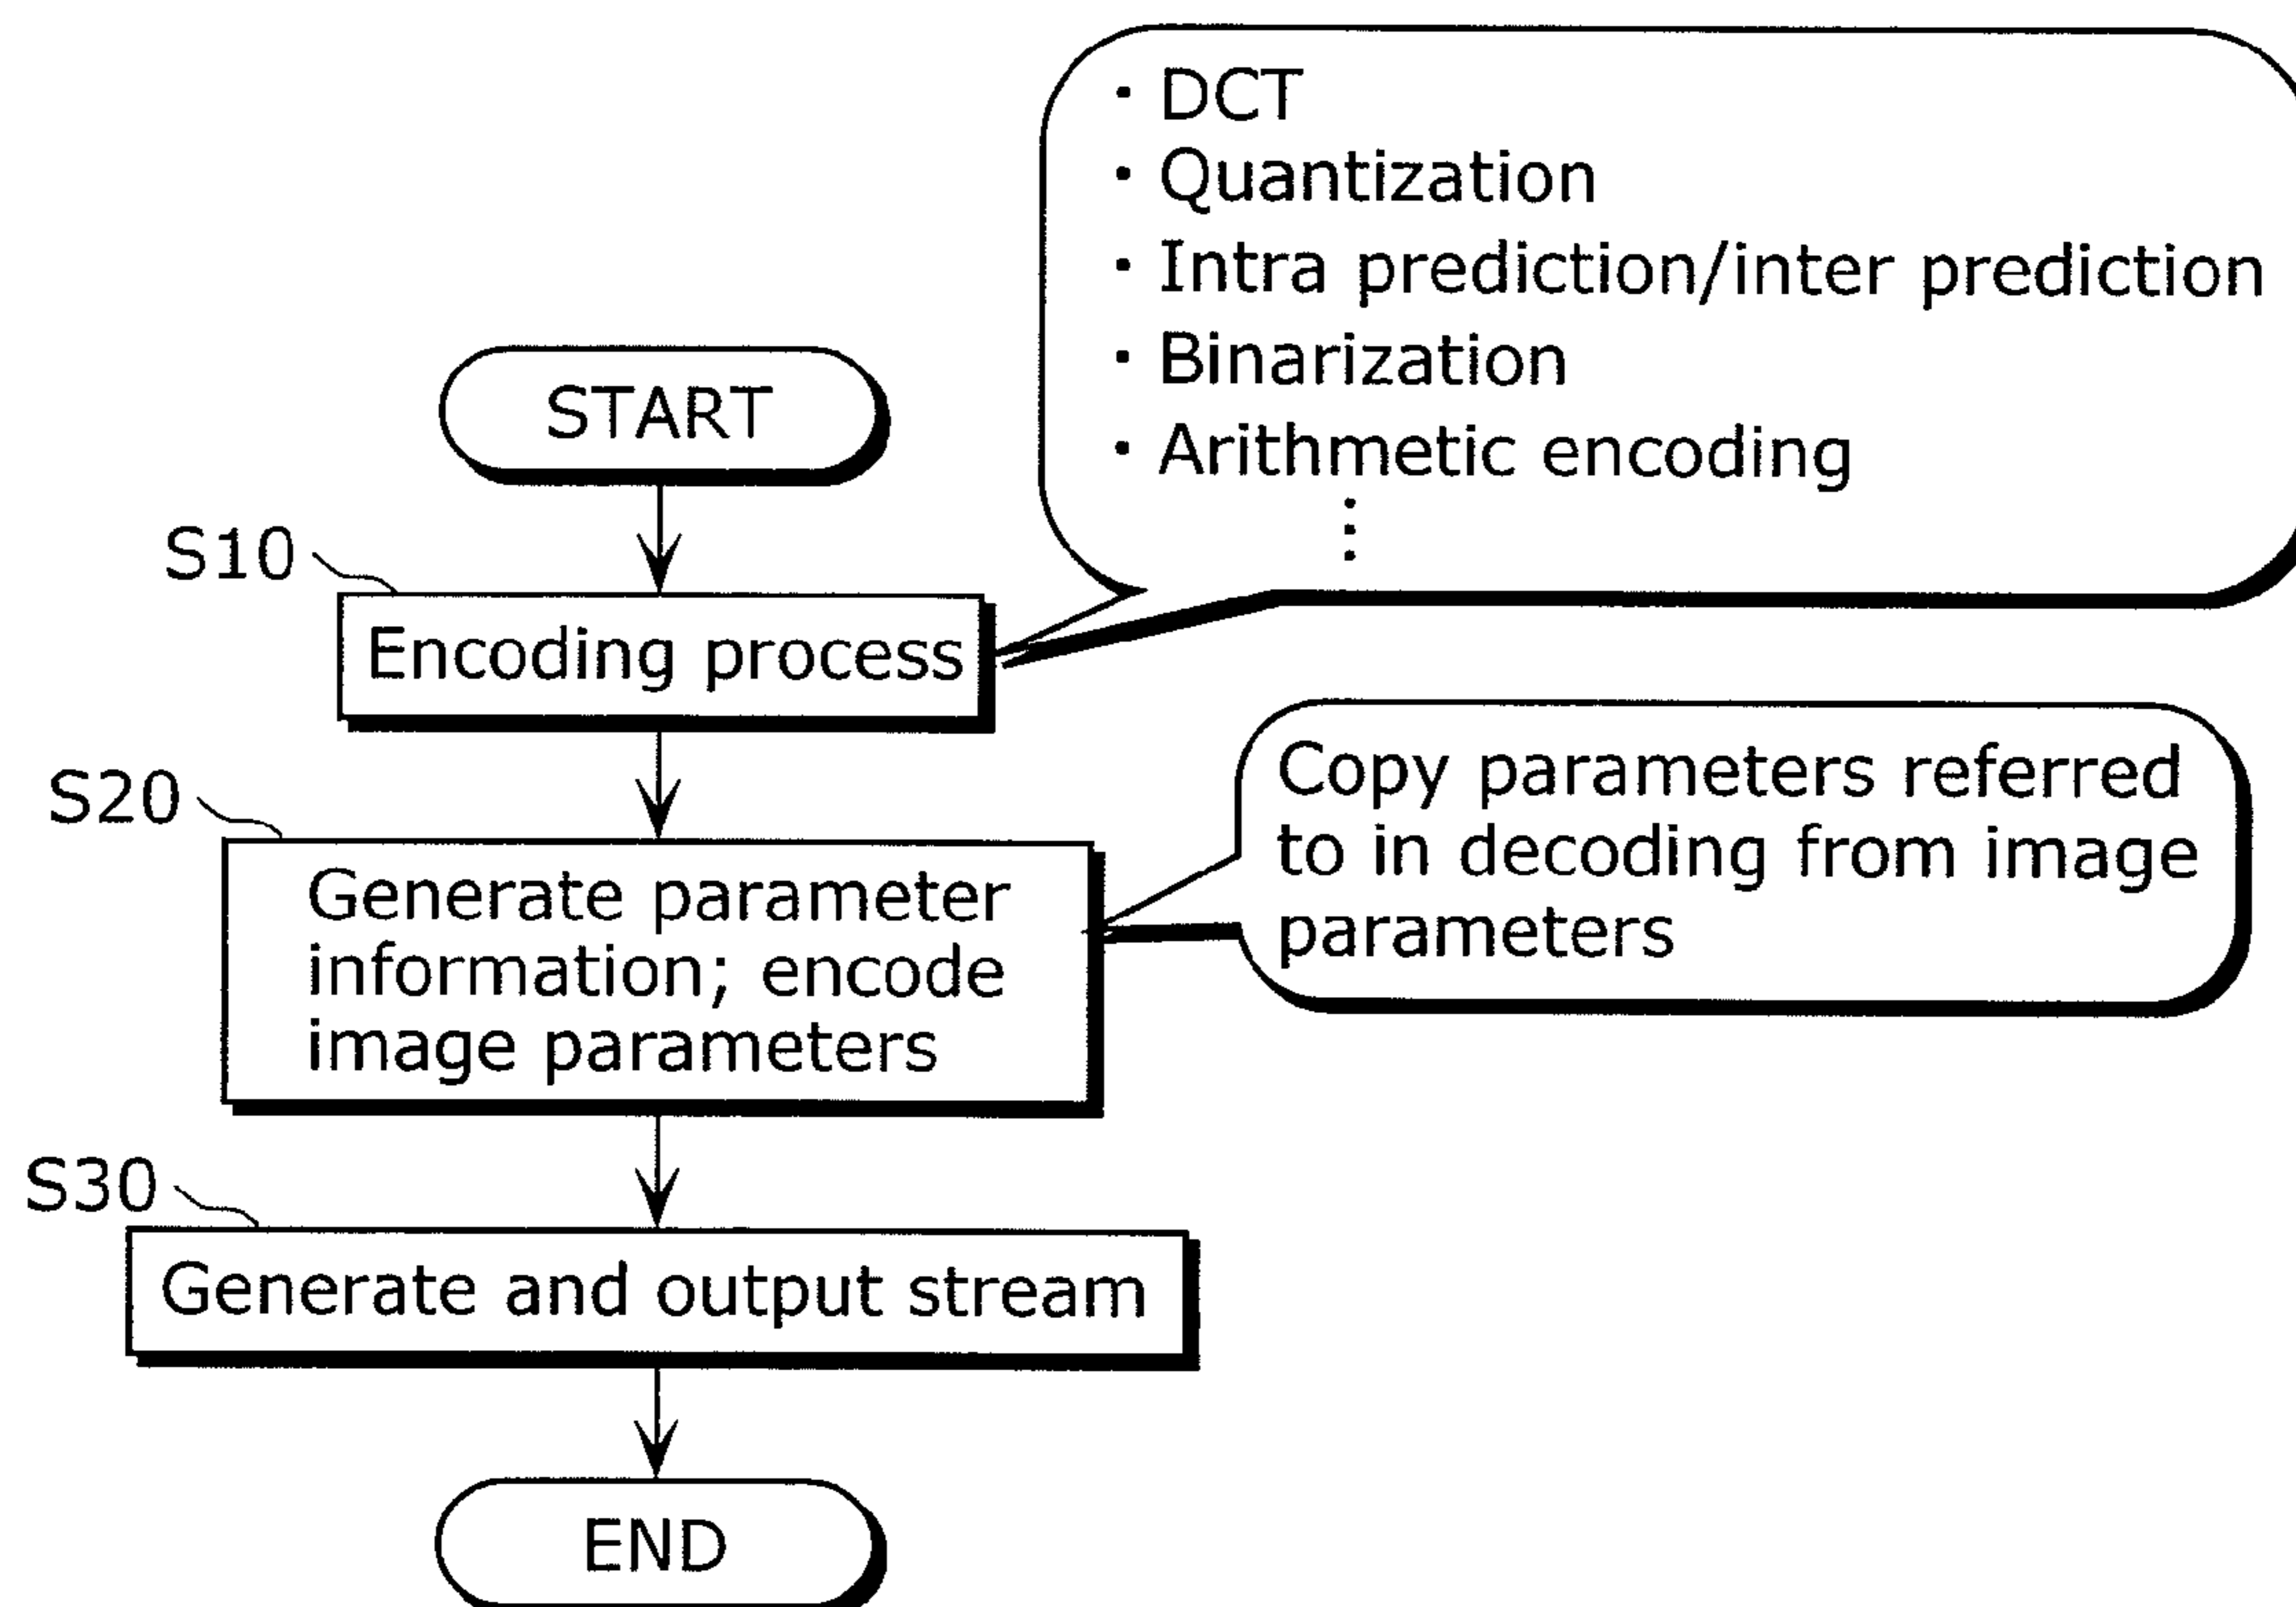 · DCT
· Quantization
· Intra prediction/inter prediction
· Binarization
· Arithmetic encoding
⋮
START
S10
Encoding process
S20
Generate parameter
information; encode
image parameters
Copy parameters referred
to in decoding from image
parameters
S30
Generate and output stream
END